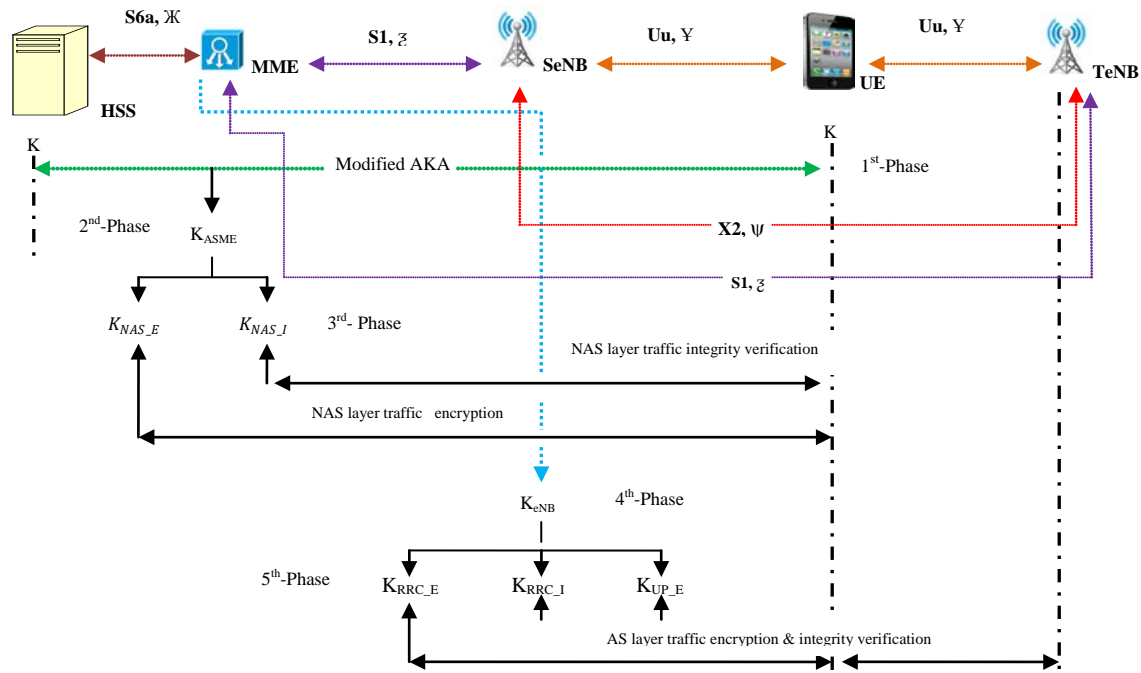 S6a, Ж
S1, ʒ
Uu, ¥
Uu, ¥
MME
SeNB
UE
TeNB
HSS
K
K
Modified AKA
1st-Phase
2nd-Phase
KASME
X2, ψ
S1, ʒ
KNAS_E
KNAS_I
3rd- Phase
NAS layer traffic integrity verification
NAS layer traffic encryption
KeNB
4th-Phase
5th-Phase
KRRC_E
KRRC_I
KUP_E
AS layer traffic encryption & integrity verification